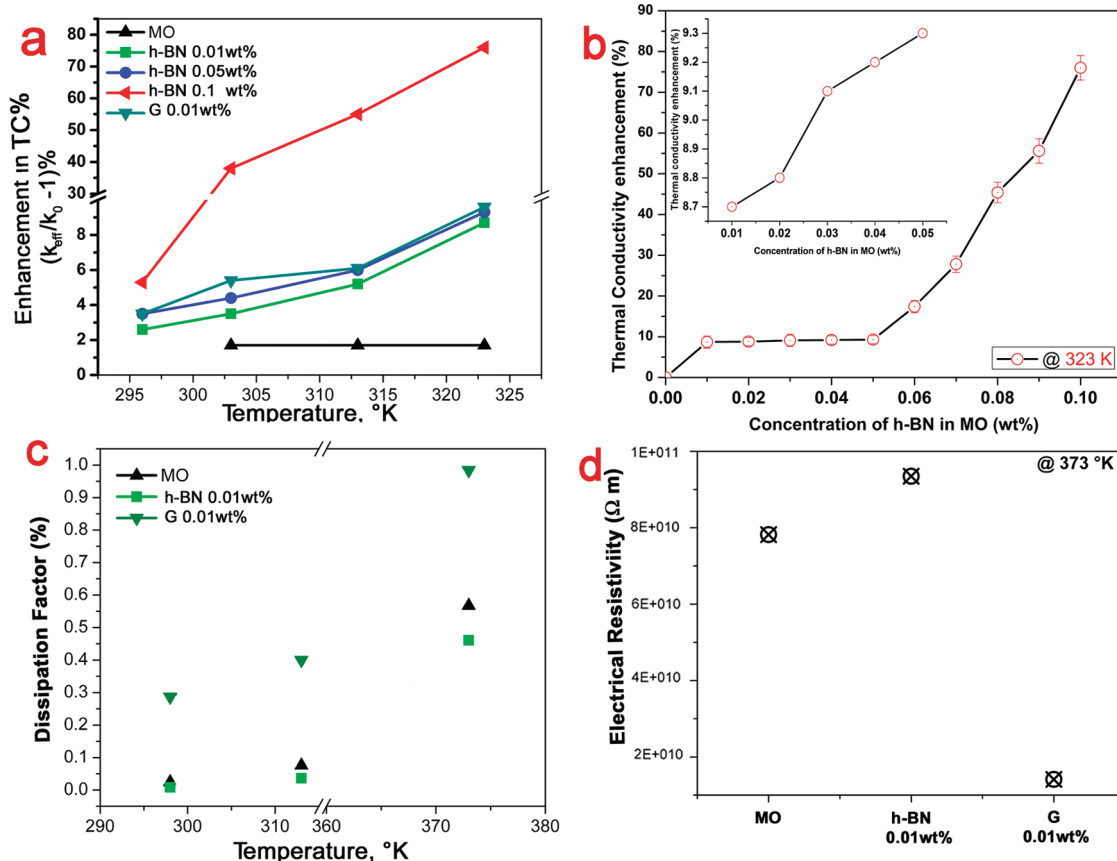 a
Enhancement in TC%
(k_eff/k_0 -1)%
80
75
70
65
60
55
50
45
40
35
30
8
6
4
2
0
MO
h-BN 0.01wt%
h-BN 0.05wt%
h-BN 0.1 wt%
G 0.01wt%
295 300 305 310 315 320 325
Temperature, °K
b
Thermal Conductivity enhancement (%)
90
80
70
60
50
40
30
20
10
0
Thermal conductivity enhancement (%)
9.3
9.2
9.1
9.0
8.9
8.8
8.7
0.01 0.02 0.03 0.04 0.05
Concentration of h-BN in MO (wt%)
@ 323 K
0.00 0.02 0.04 0.06 0.08 0.10
Concentration of h-BN in MO (wt%)
c
Dissipation Factor (%)
1.0
0.9
0.8
0.7
0.6
0.5
0.4
0.3
0.2
0.1
0.0
MO
h-BN 0.01wt%
G 0.01wt%
290 300 310 360 370 380
Temperature, °K
d
Electrical Resistiviity (Ω m)
1E+011
8E+010
6E+010
4E+010
2E+010
@ 373 °K
MO h-BN G
0.01wt% 0.01wt%